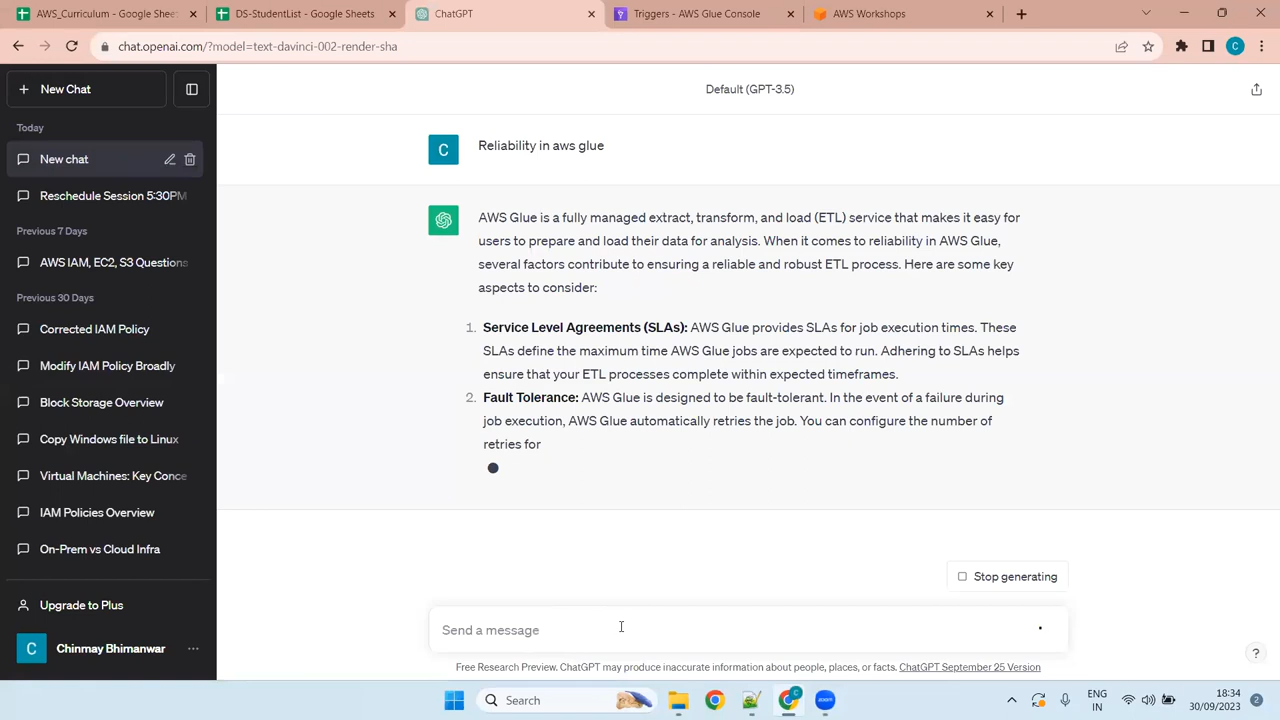 AWS_Curriculum - Google Sheet
DS-StudentList - Google Sheets
ChatGPT
Triggers - AWS Glue Console
AWS Workshops
chat.openai.com/?model=text-davinci-002-render-sha
C
New Chat
Default (GPT-3.5)
Today
New chat
Reschedule Session 5:30PM
Previous 7 Days
AWS IAM, EC2, S3 Questions
Previous 30 Days
Corrected IAM Policy
Modify IAM Policy Broadly
Block Storage Overview
Copy Windows file to Linux
Virtual Machines: Key Conce
IAM Policies Overview
On-Prem vs Cloud Infra
Upgrade to Plus
C
Chinmay Bhimanwar
C
Reliability in aws glue
AWS Glue is a fully managed extract, transform, and load (ETL) service that makes it easy for
users to prepare and load their data for analysis. When it comes to reliability in AWS Glue,
several factors contribute to ensuring a reliable and robust ETL process. Here are some key
aspects to consider:
1. Service Level Agreements (SLAs): AWS Glue provides SLAs for job execution times. These
SLAs define the maximum time AWS Glue jobs are expected to run. Adhering to SLAs helps
ensure that your ETL processes complete within expected timeframes.
2. Fault Tolerance: AWS Glue is designed to be fault-tolerant. In the event of a failure during
job execution, AWS Glue automatically retries the job. You can configure the number of
retries for
Stop generating
Send a message
Free Research Preview. ChatGPT may produce inaccurate information about people, places, or facts. ChatGPT September 25 Version
?
Search
C
zoom
ENG
IN
18:34
30/09/2023
2